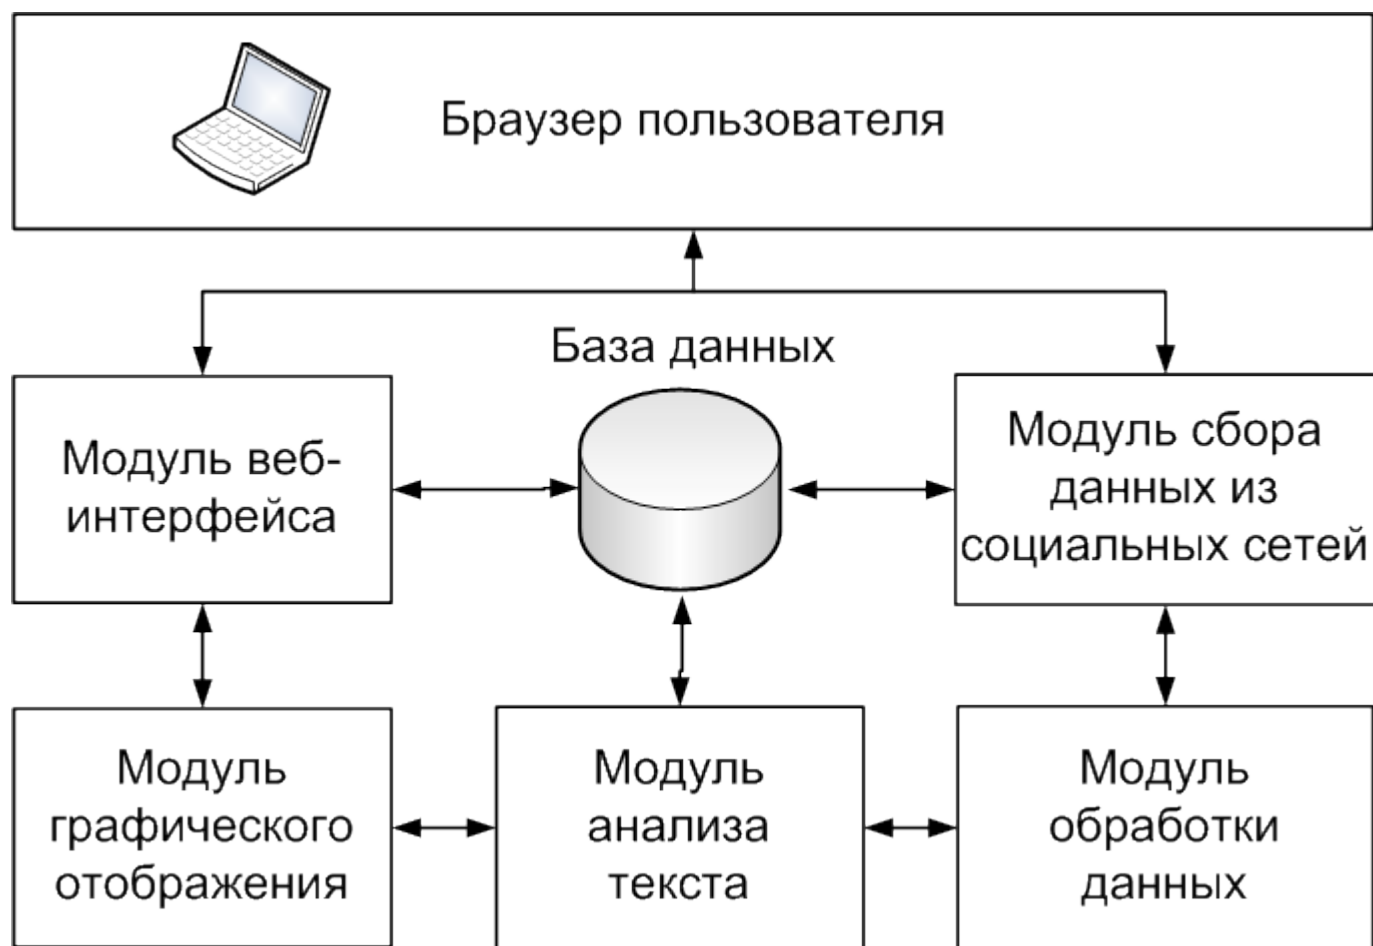 Браузер пользователя
База данных
Модуль веб-
интерфейса
Модуль сбора
данных из
социальных сетей
Модуль
графического
отображения
Модуль
анализа
текста
Модуль
обработки
данных